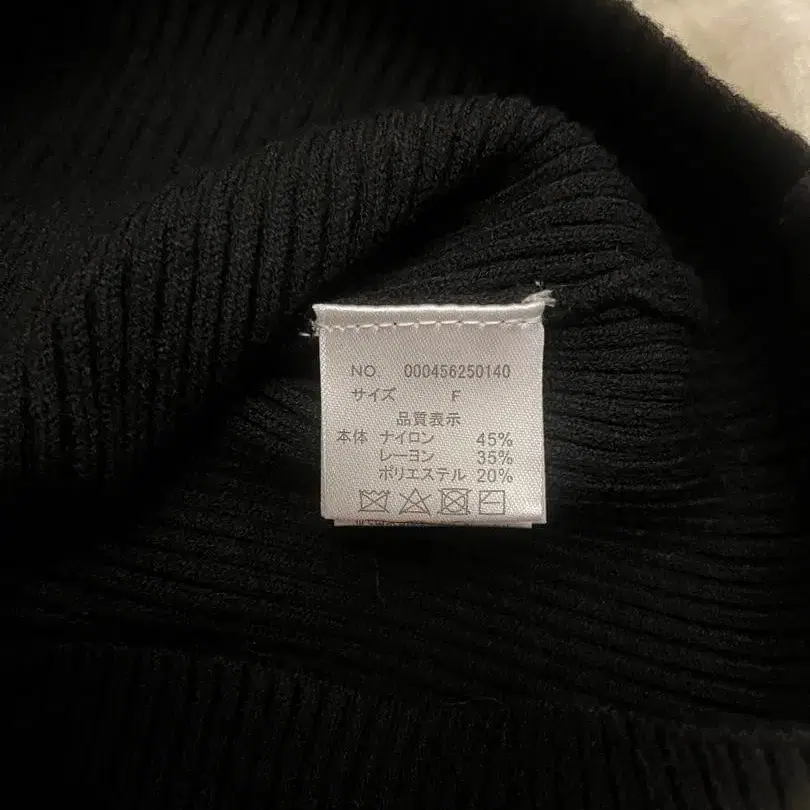 NO. 000456250140
サイズ F
品質表示
本体 ナイロン 45%
レーヨン 35%
ポリエステル 20%